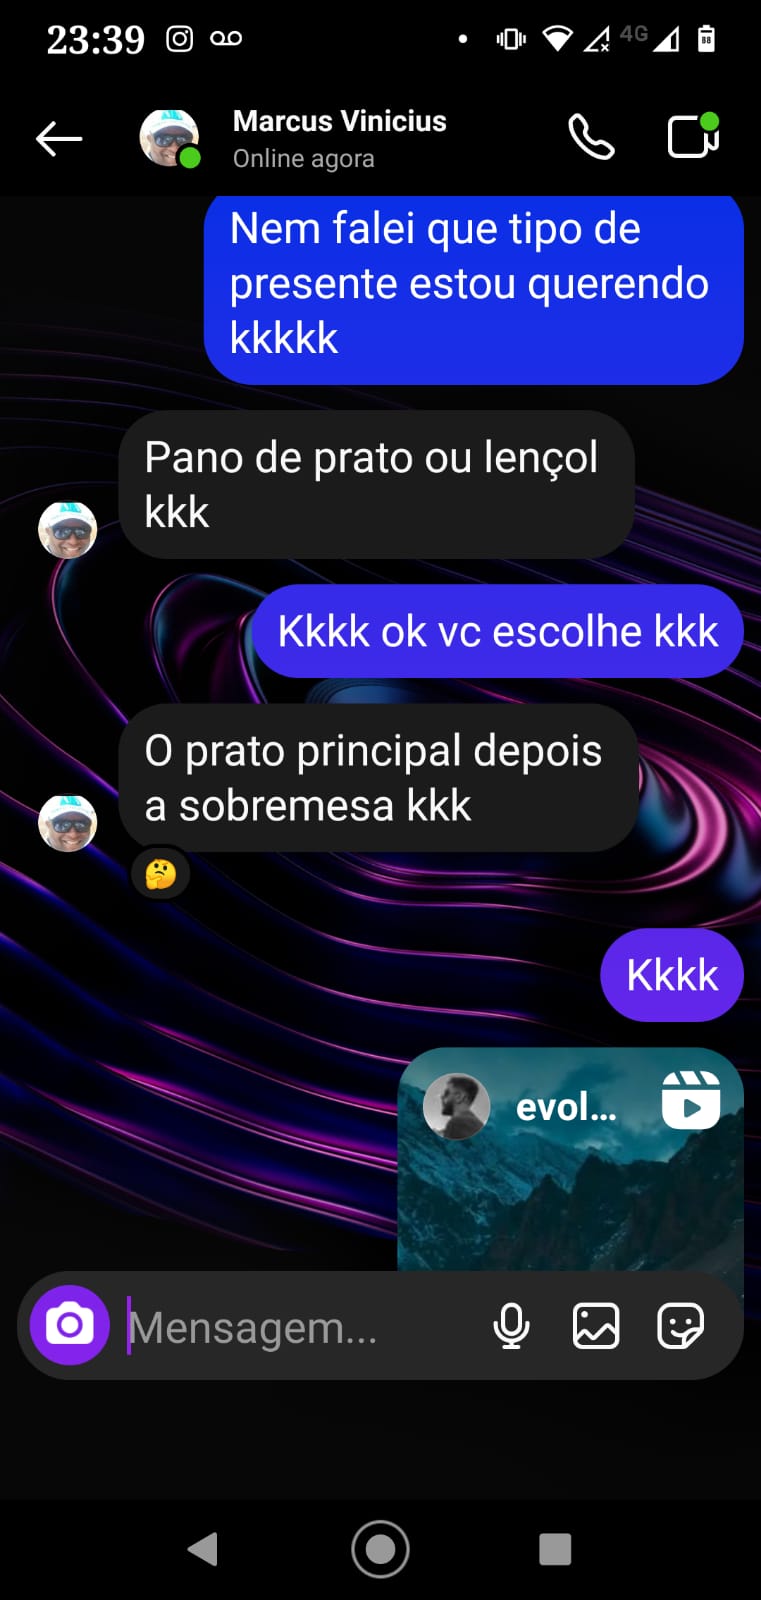 23:39
4G
88
Marcus Vinicius
Online agora
Nem falei que tipo de
presente estou querendo
kkkkk
Pano de prato ou lençol
kkk
Kkkk ok vc escolhe kkk
O prato principal depois
a sobremesa kkk
Kkkk
evol...
Mensagem...